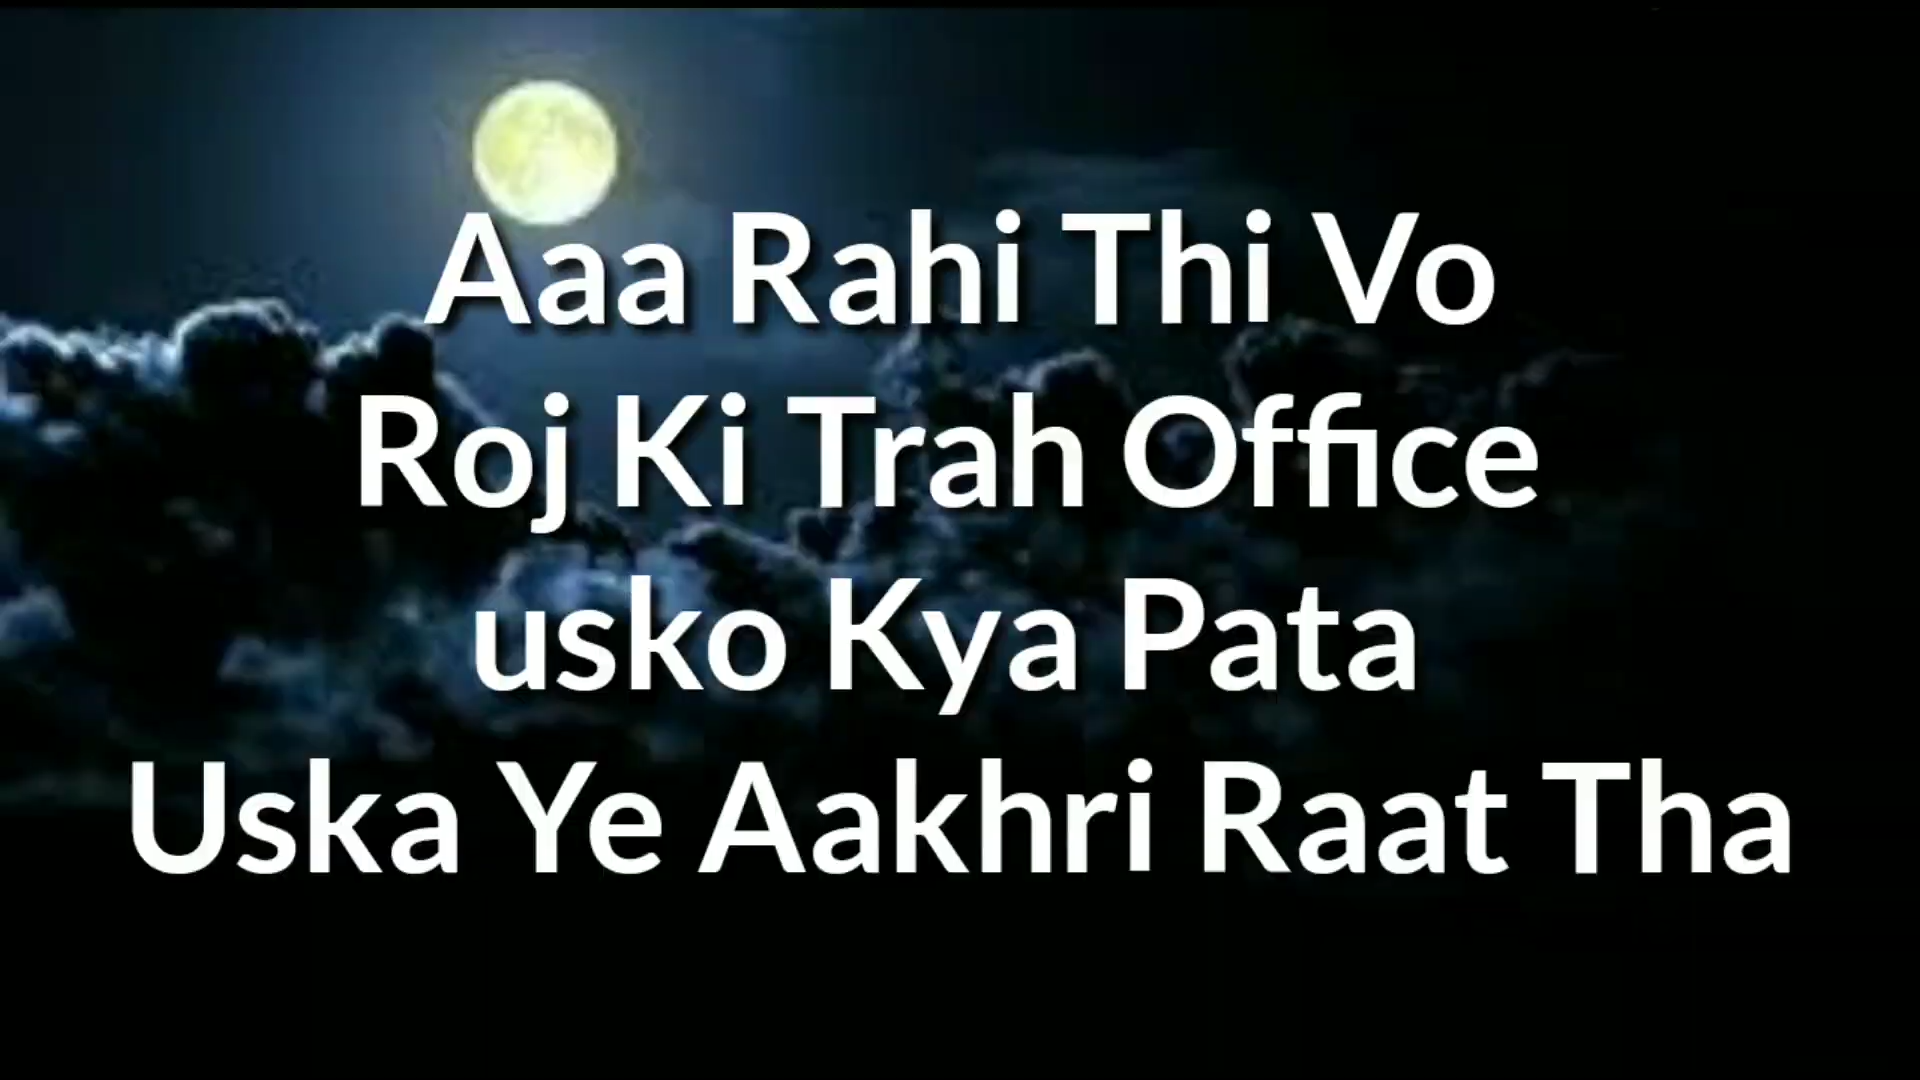 Aaa Rahi Thi Vo
Roj Ki Trah Office
usko Kya Pata
Uska Ye Aakhri Raat Tha